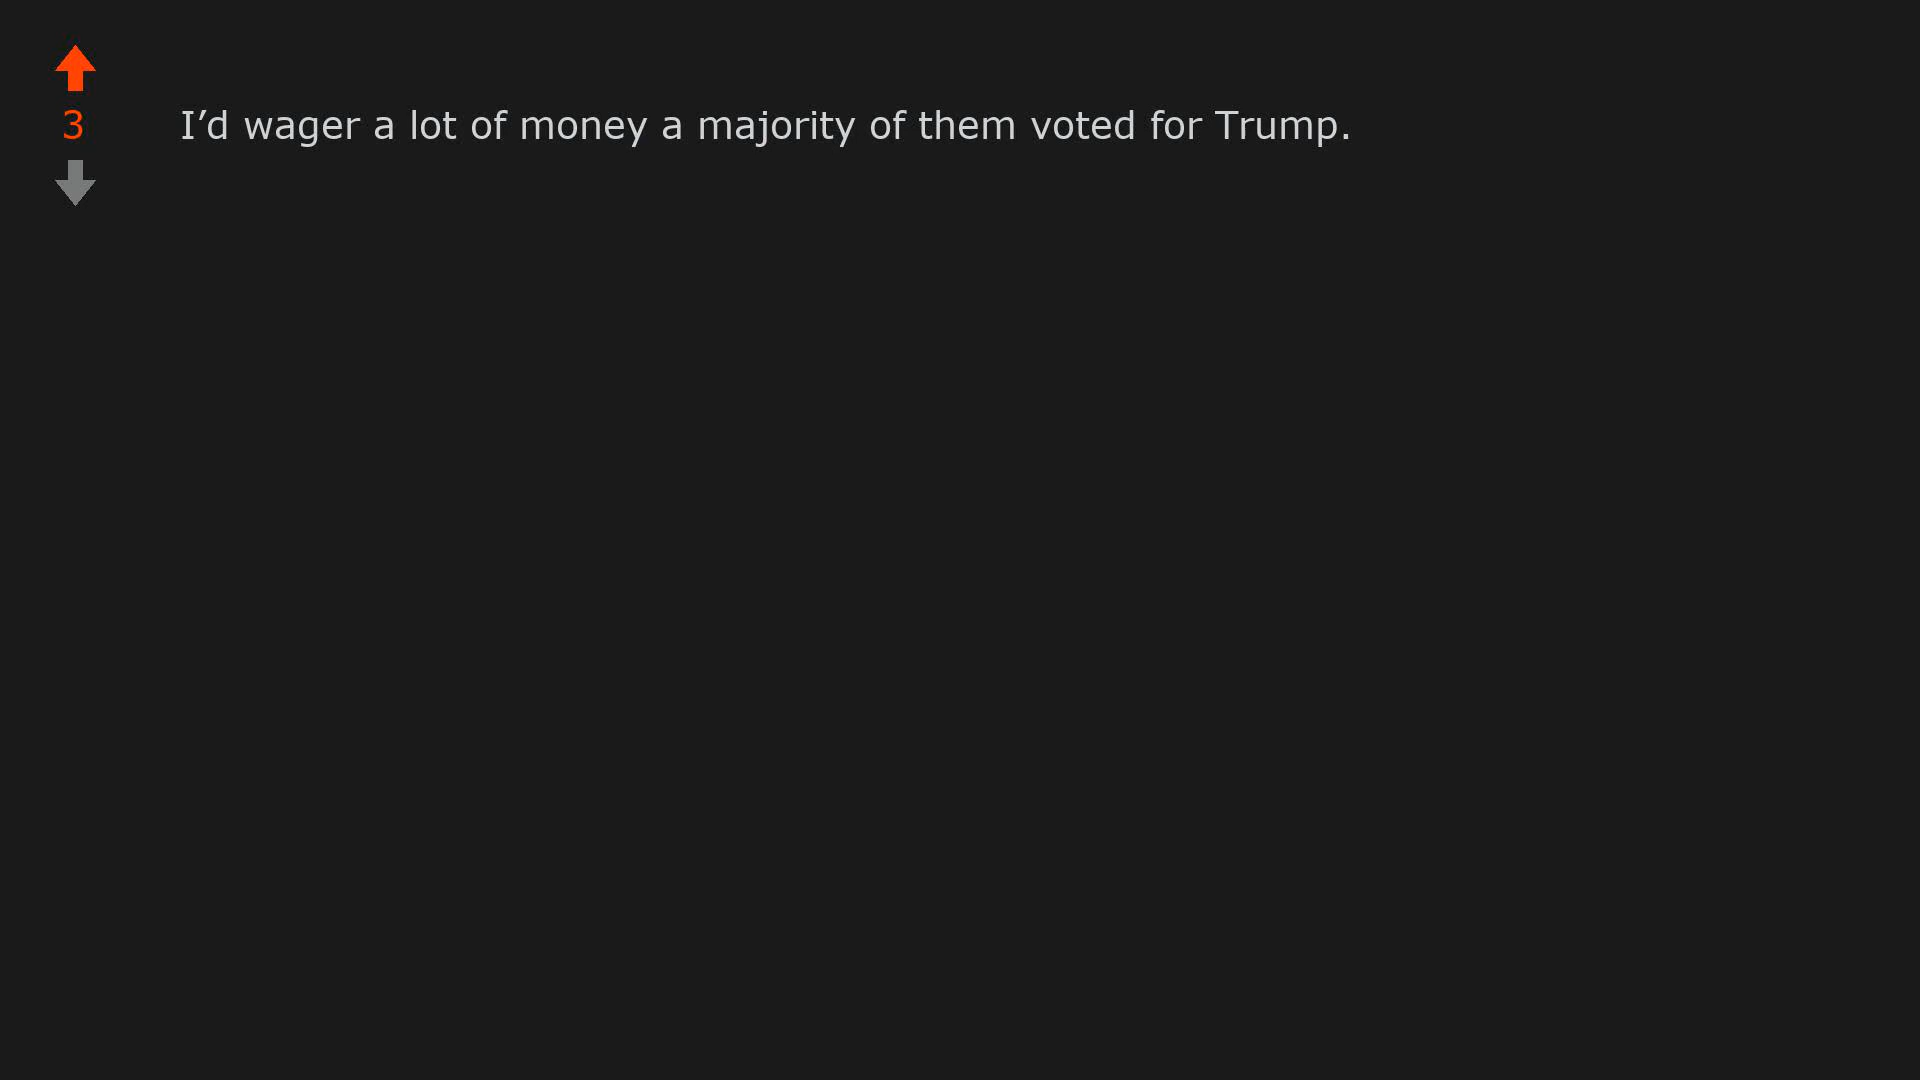 3
I’d wager a lot of money a majority of them voted for Trump.